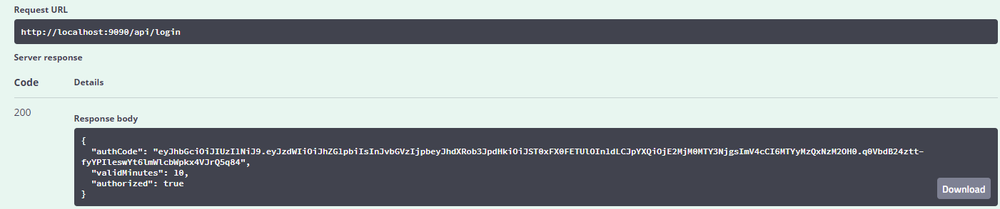 Request URL
http://localhost:9090/api/login
Server response
Code Details
200
Response body
{
"authCode": "eyJhbGciOiJIUzI1NiJ9.eyJzdWIiOiJhZG1pbiIsInJvbGVzIjpbeyJhdXRob3JpdHkiOiJST0xFX0FETUlOIn1dLCJpYXQiOjE2MjM0MTY3NjgsImV4cCI6MTYyMzQxNzM2OH0.q0VbdB24ztt-
fyYPIleswYt6lmWlcbWpkx4VJrQ5q84",
"validMinutes": 10,
"authorized": true
}
Download